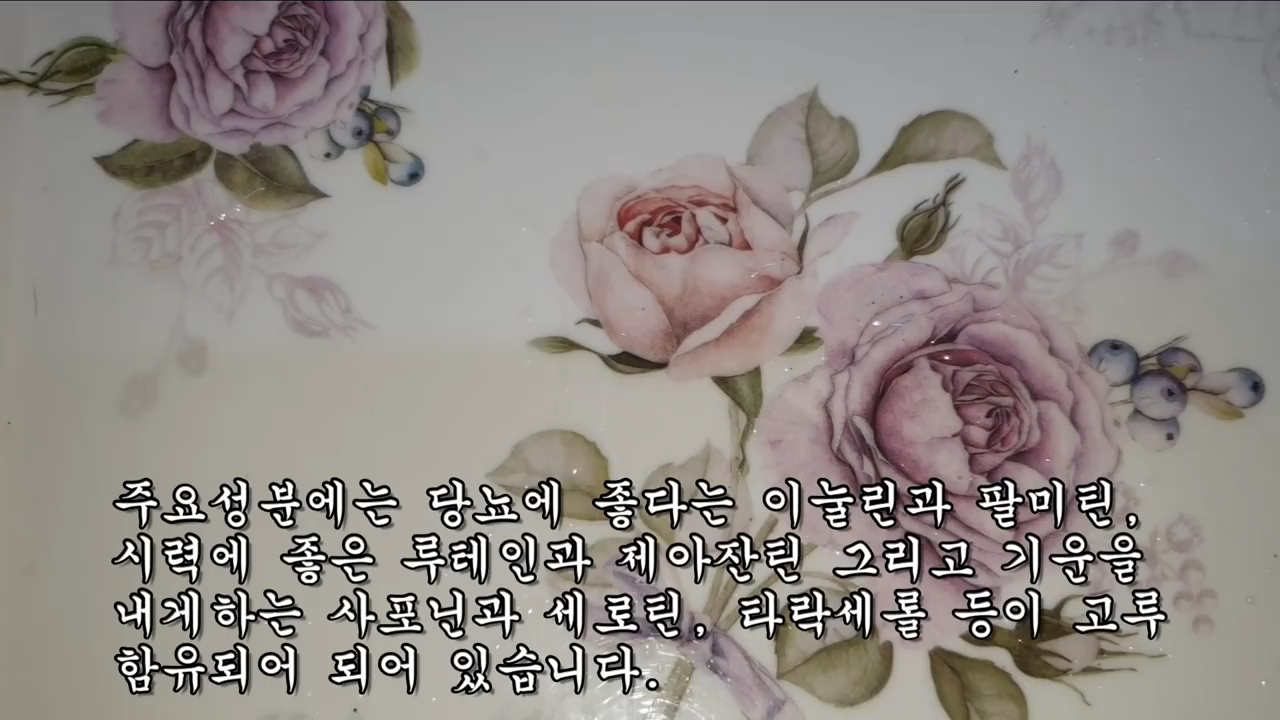 주요성분에는 당뇨에 좋다는 이눌린과 팔미틴,
시력에 좋은 루테인과 제아잔틴 그리고 기운을
내게하는 사포닌과 세로틴, 타락세롤 등이 고루
함유되어 되어 있습니다.